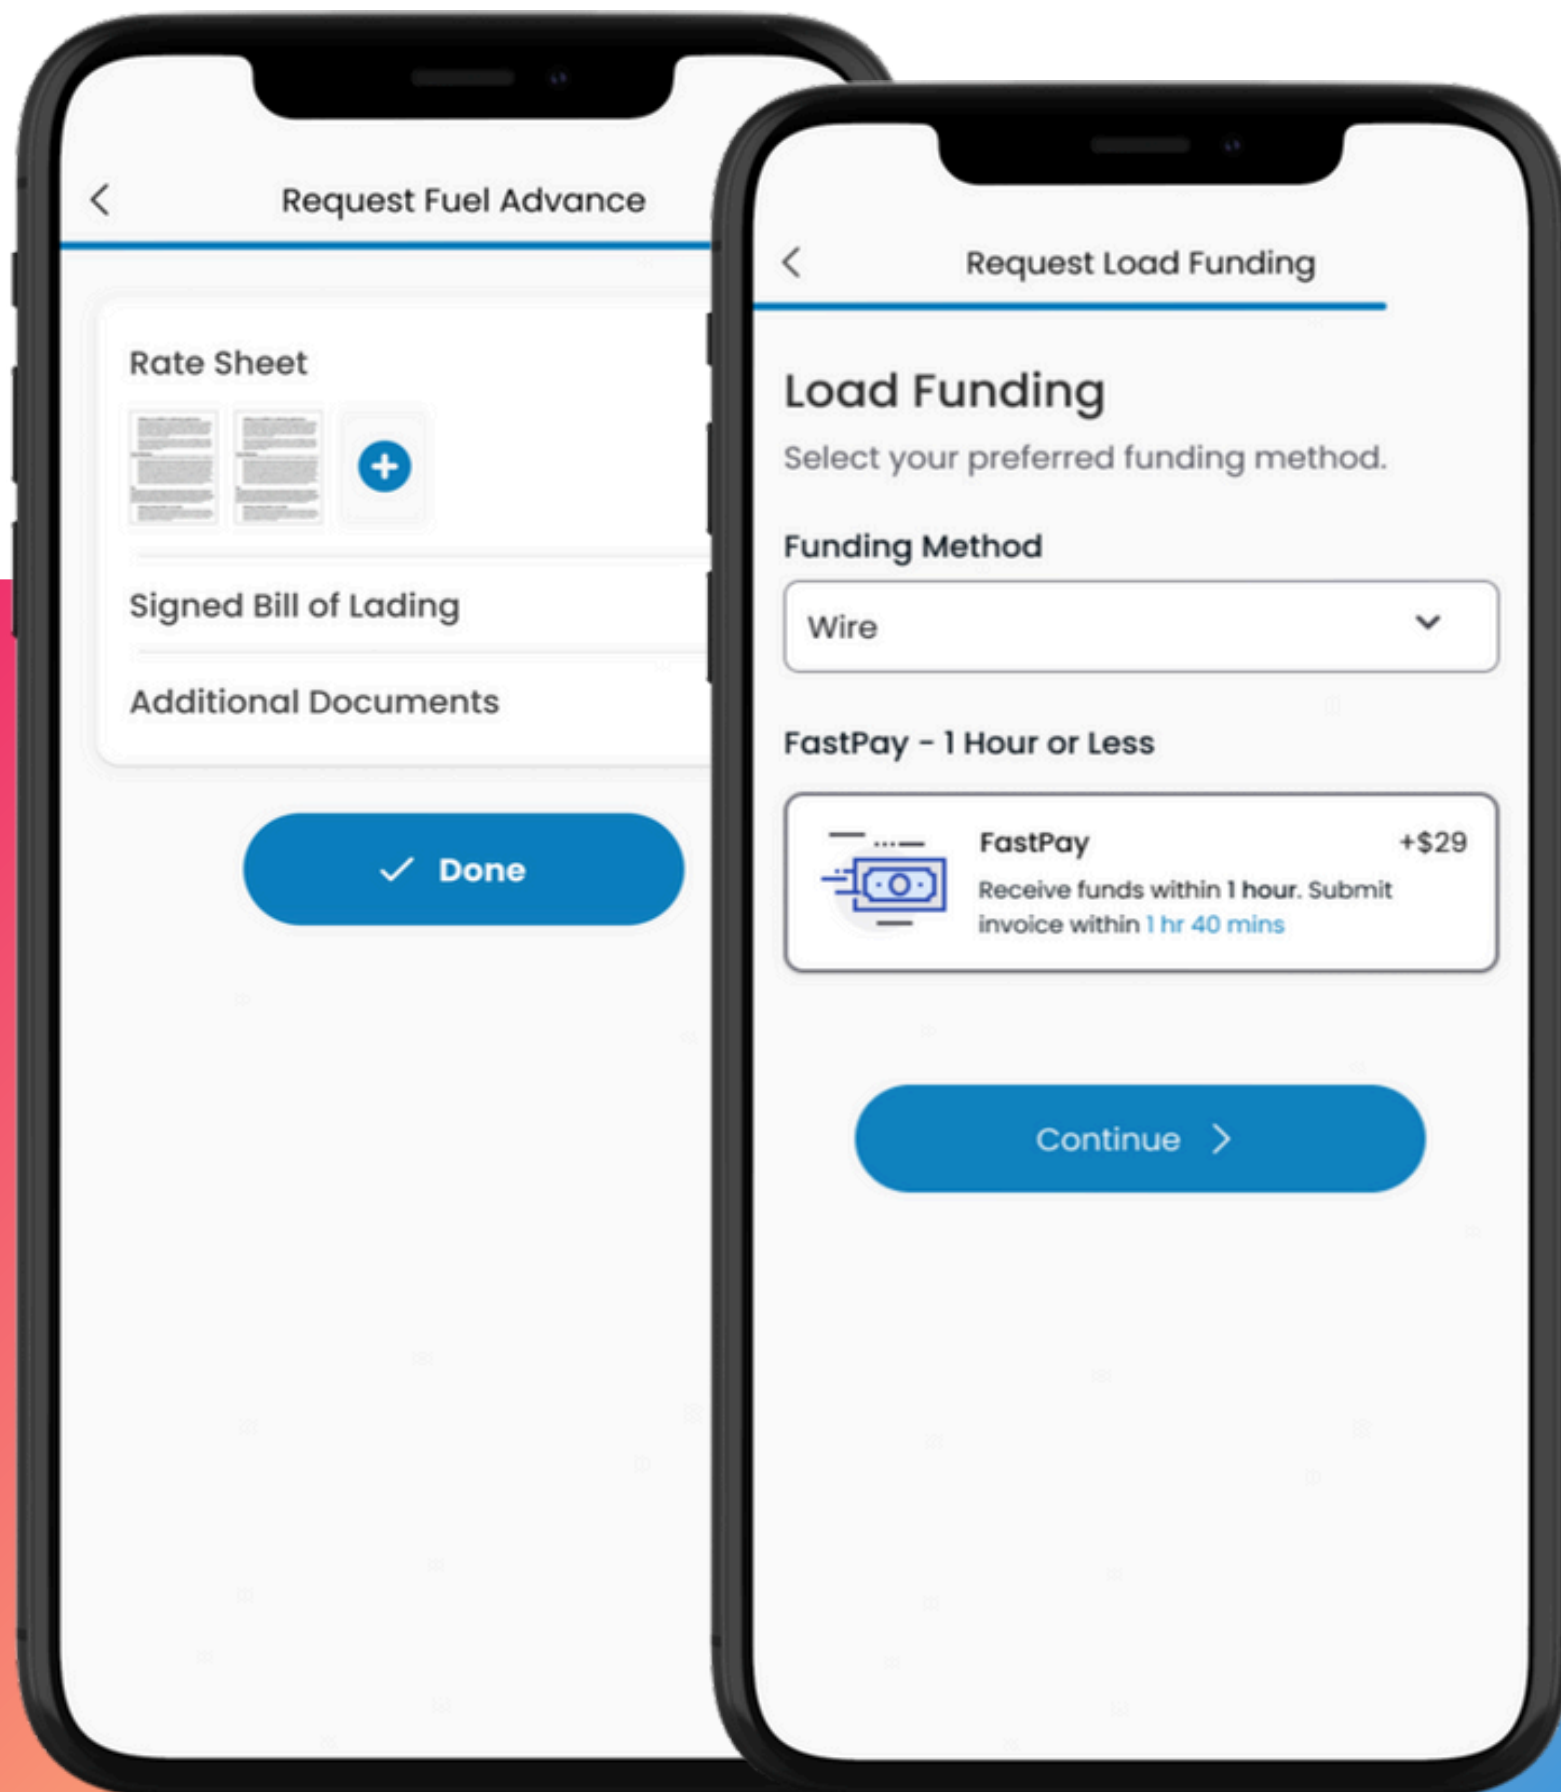 Request Fuel Advance
Rate Sheet
Signed Bill of Lading
Additional Documents
Done
Request Load Funding
Load Funding
Select your preferred funding method.
Funding Method
Wire
FastPay - 1 Hour or Less
FastPay +$29
Receive funds within 1 hour. Submit
invoice within 1 hr 40 mins
Continue